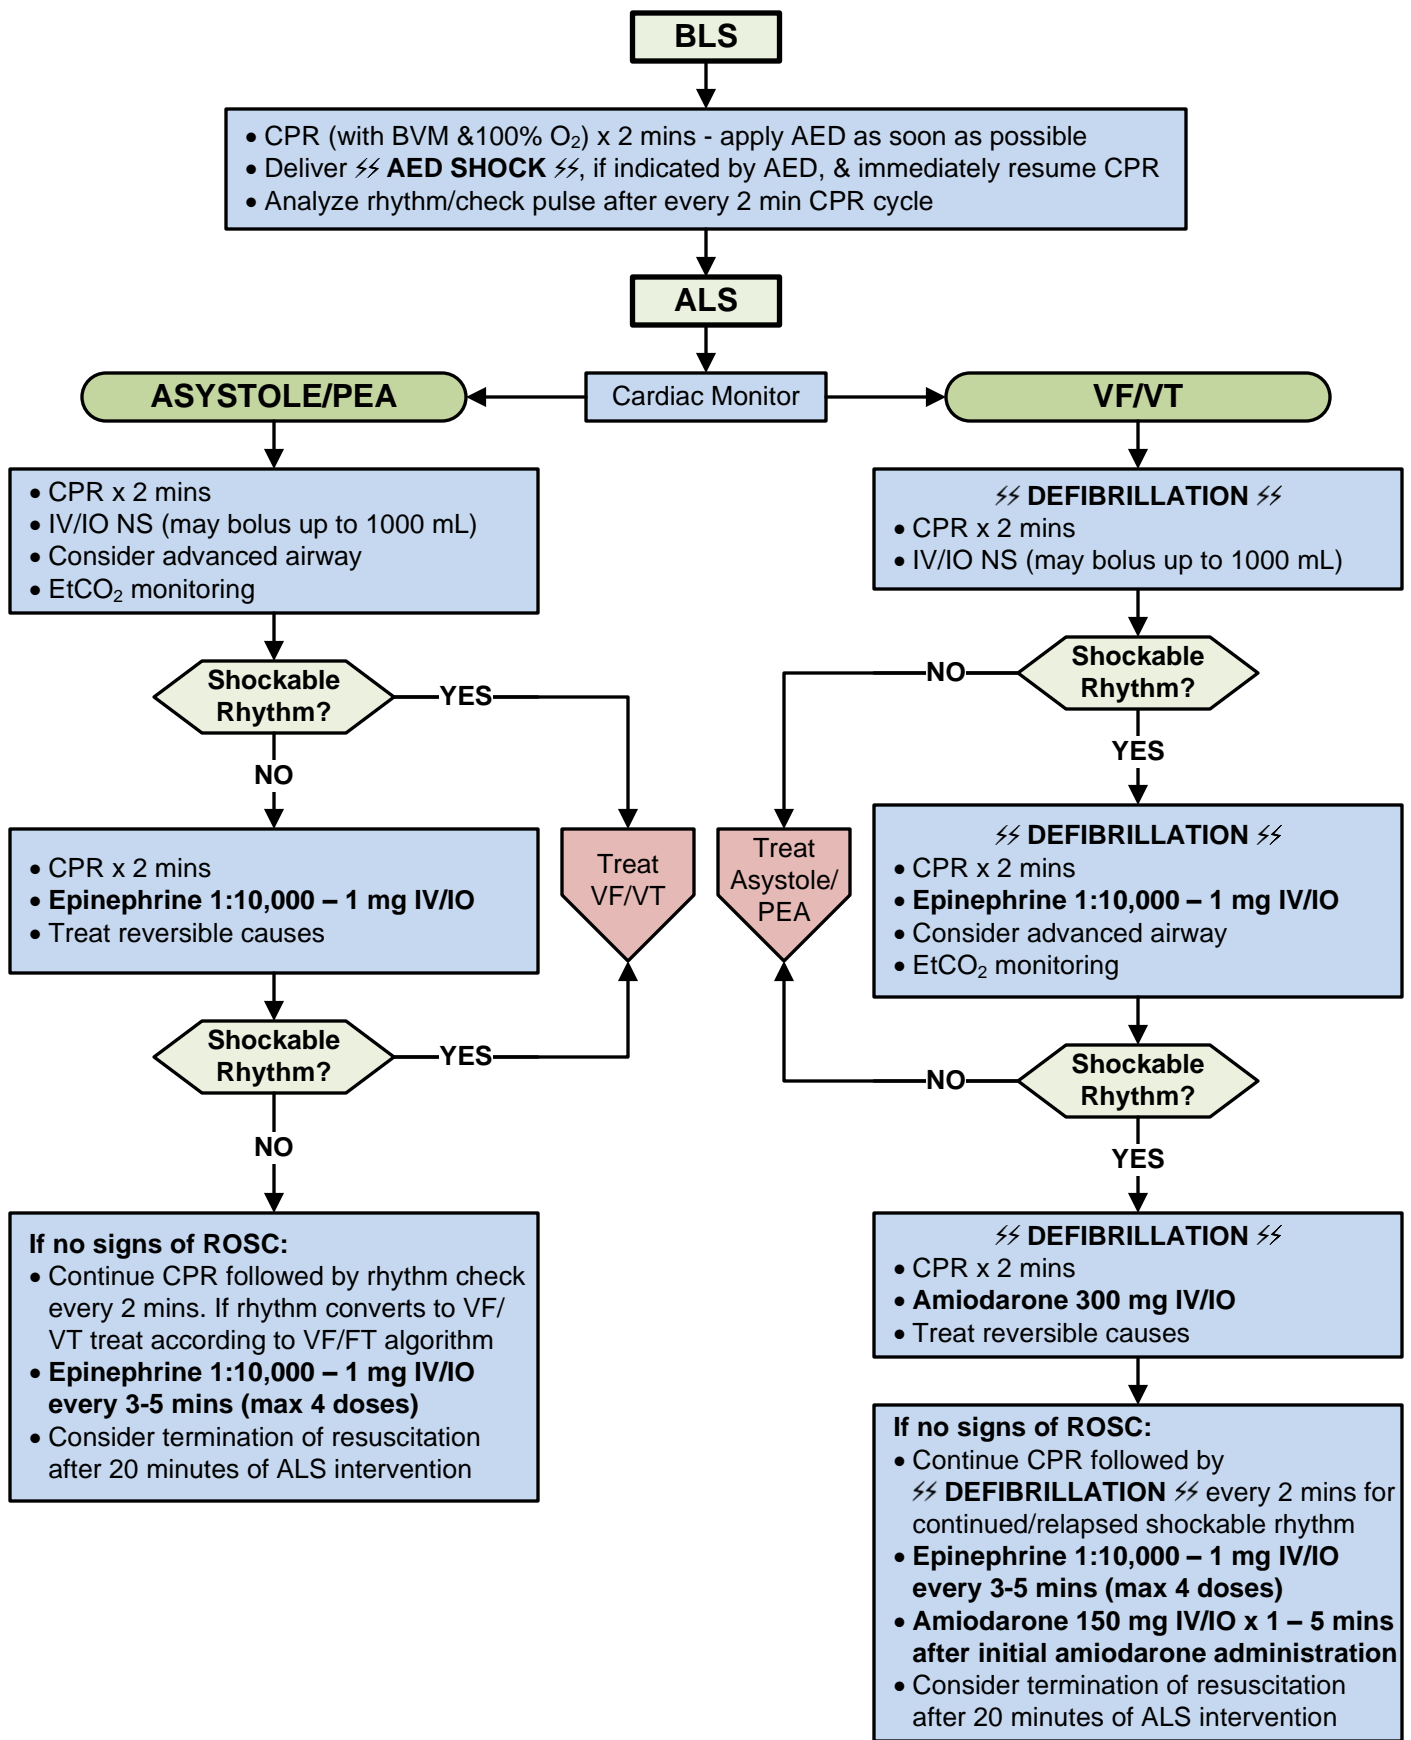 BLS
• CPR (with BVM &100% O₂) x 2 mins - apply AED as soon as possible
• Deliver ⚡⚡ AED SHOCK ⚡⚡, if indicated by AED, & immediately resume CPR
• Analyze rhythm/check pulse after every 2 min CPR cycle
ALS
Cardiac Monitor
ASYSTOLE/PEA
• CPR x 2 mins
• IV/IO NS (may bolus up to 1000 mL)
• Consider advanced airway
• EtCO₂ monitoring
Shockable
Rhythm?
YES
NO
• CPR x 2 mins
• Epinephrine 1:10,000 – 1 mg IV/IO
• Treat reversible causes
Treat
VF/VT
Shockable
Rhythm?
YES
NO
If no signs of ROSC:
• Continue CPR followed by rhythm check
every 2 mins. If rhythm converts to VF/
VT treat according to VF/FT algorithm
• Epinephrine 1:10,000 – 1 mg IV/IO
every 3-5 mins (max 4 doses)
• Consider termination of resuscitation
after 20 minutes of ALS intervention
VF/VT
⚡⚡ DEFIBRILLATION ⚡⚡
• CPR x 2 mins
• IV/IO NS (may bolus up to 1000 mL)
Shockable
Rhythm?
NO
YES
Treat
Asystole/
PEA
⚡⚡ DEFIBRILLATION ⚡⚡
• CPR x 2 mins
• Epinephrine 1:10,000 – 1 mg IV/IO
• Consider advanced airway
• EtCO₂ monitoring
Shockable
Rhythm?
NO
YES
⚡⚡ DEFIBRILLATION ⚡⚡
• CPR x 2 mins
• Amiodarone 300 mg IV/IO
• Treat reversible causes
If no signs of ROSC:
• Continue CPR followed by
⚡⚡ DEFIBRILLATION ⚡⚡ every 2 mins for
continued/relapsed shockable rhythm
• Epinephrine 1:10,000 – 1 mg IV/IO
every 3-5 mins (max 4 doses)
• Amiodarone 150 mg IV/IO x 1 – 5 mins
after initial amiodarone administration
• Consider termination of resuscitation
after 20 minutes of ALS intervention